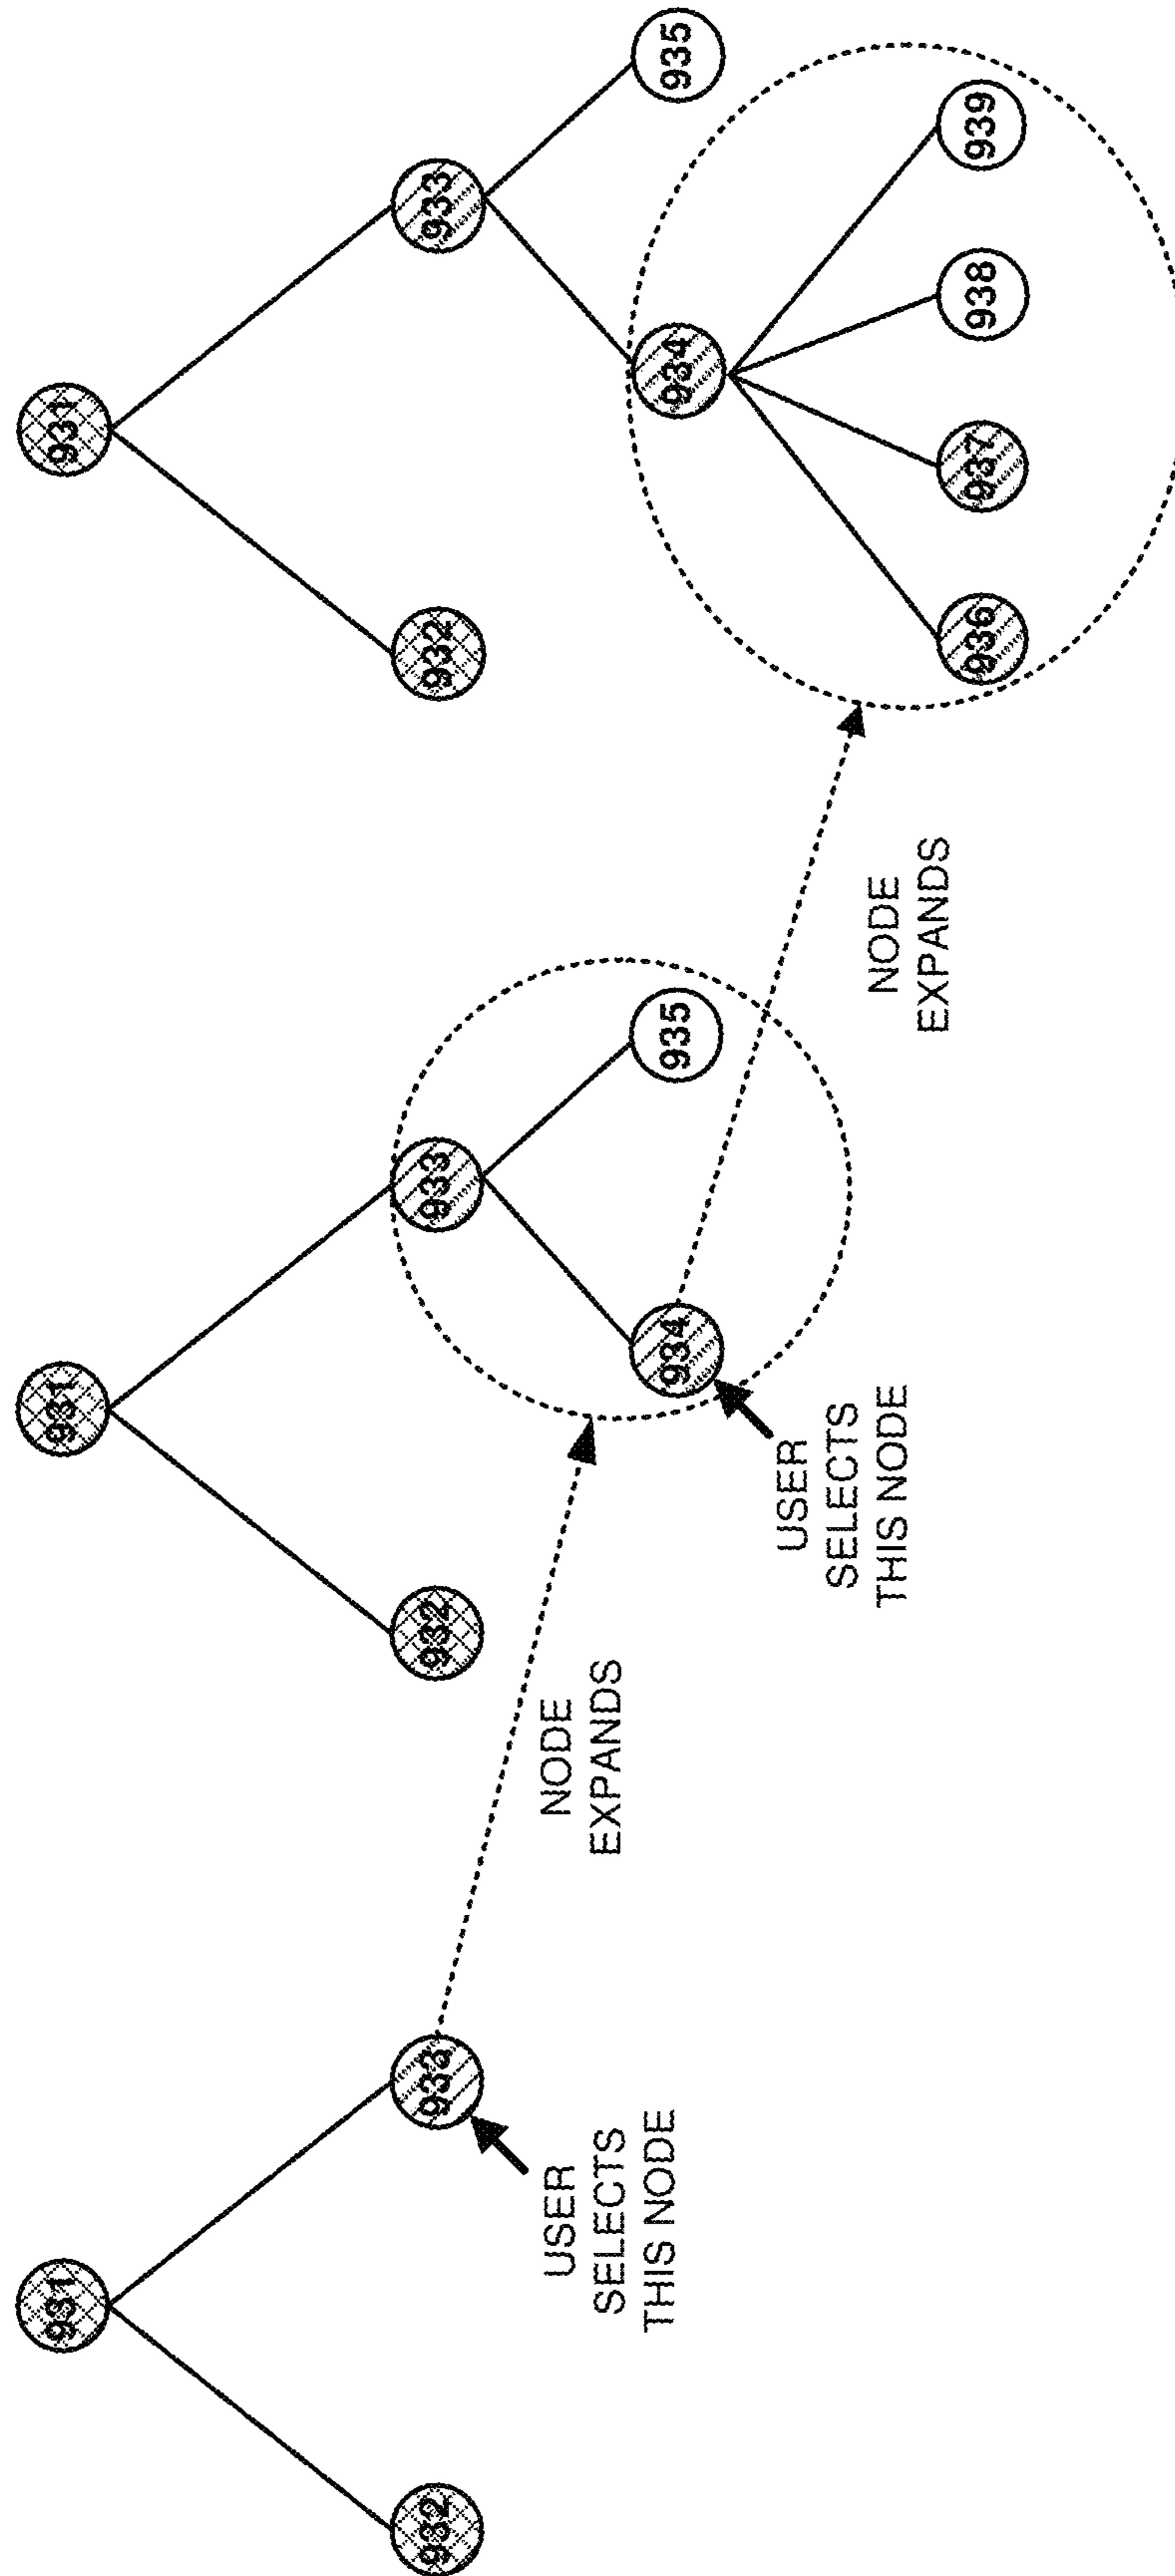 931
932
933
USER
SELECTS
THIS NODE
NODE
EXPANDS
931
932
933
934
935
USER
SELECTS
THIS NODE
NODE
EXPANDS
931
932
933
934
935
936
937
938
939